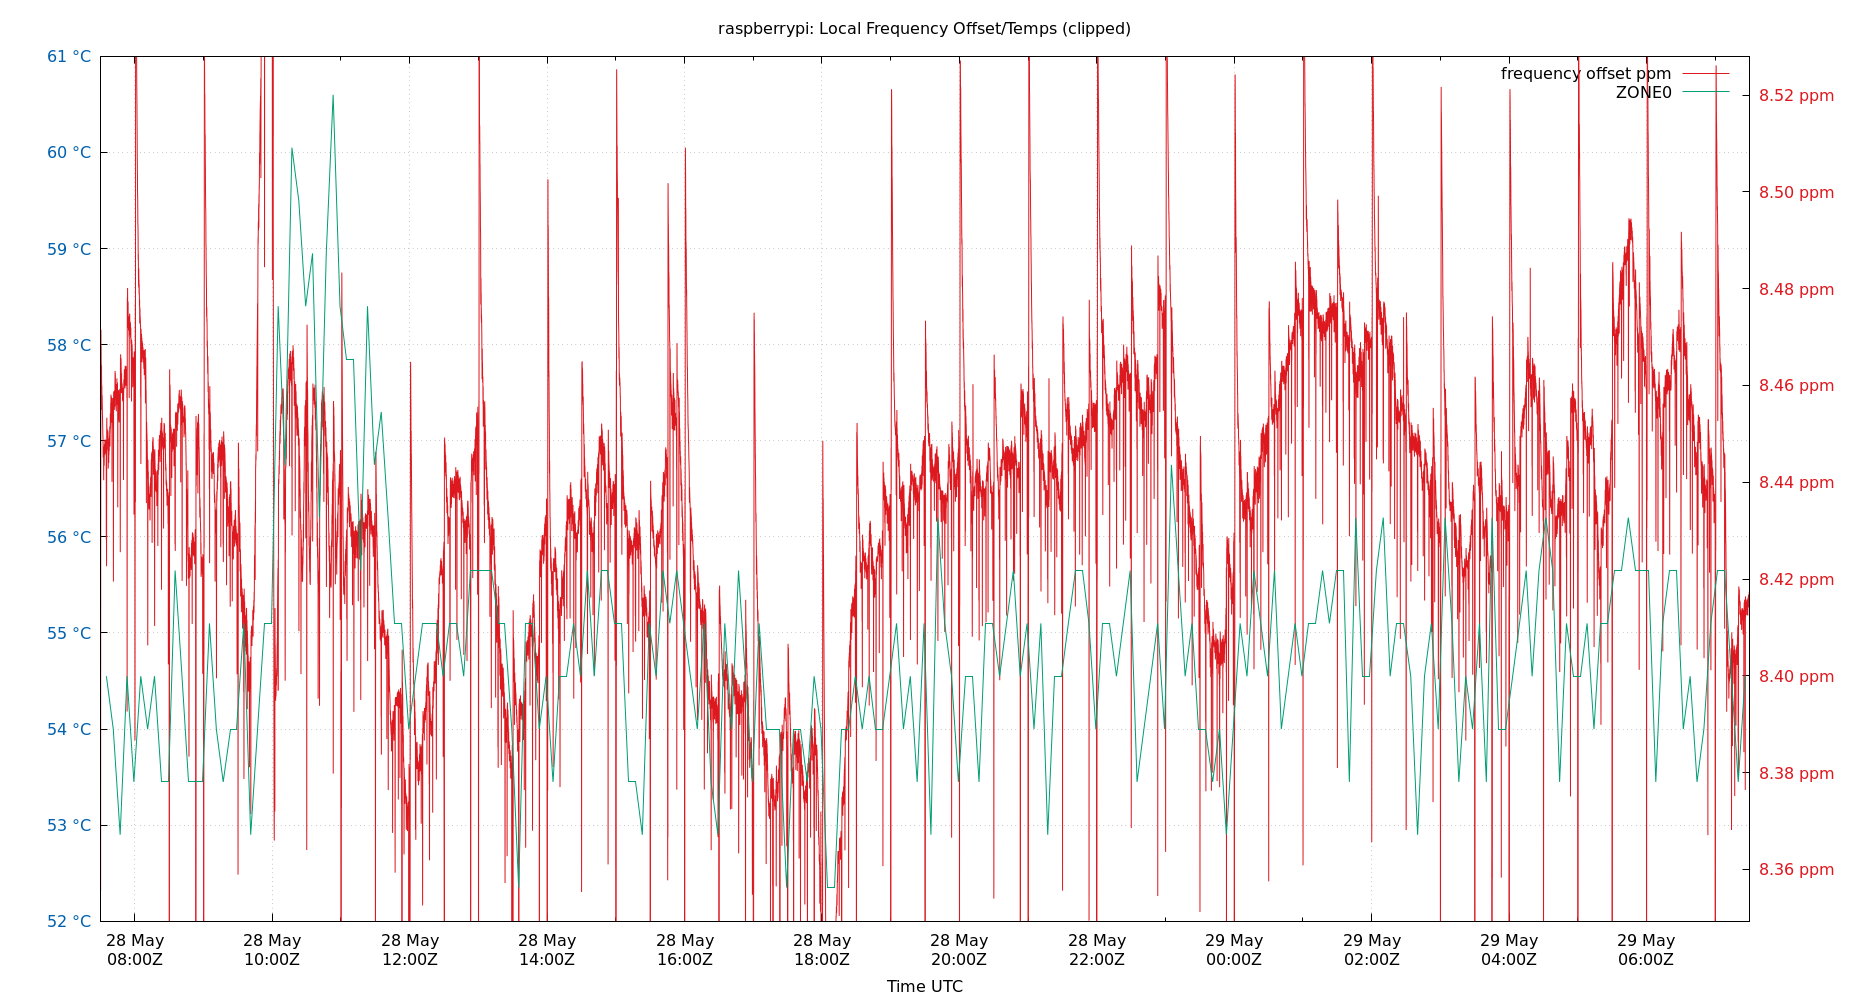 raspberrypi: Local Frequency Offset/Temps (clipped)
61 °C
60 °C
59 °C
58 °C
57 °C
56 °C
55 °C
54 °C
53 °C
52 °C
frequency offset ppm
ZONE0
8.52 ppm
8.50 ppm
8.48 ppm
8.46 ppm
8.44 ppm
8.42 ppm
8.40 ppm
8.38 ppm
8.36 ppm
28 May
08:00Z
28 May
10:00Z
28 May
12:00Z
28 May
14:00Z
28 May
16:00Z
28 May
18:00Z
28 May
20:00Z
28 May
22:00Z
29 May
00:00Z
29 May
02:00Z
29 May
04:00Z
29 May
06:00Z
Time UTC